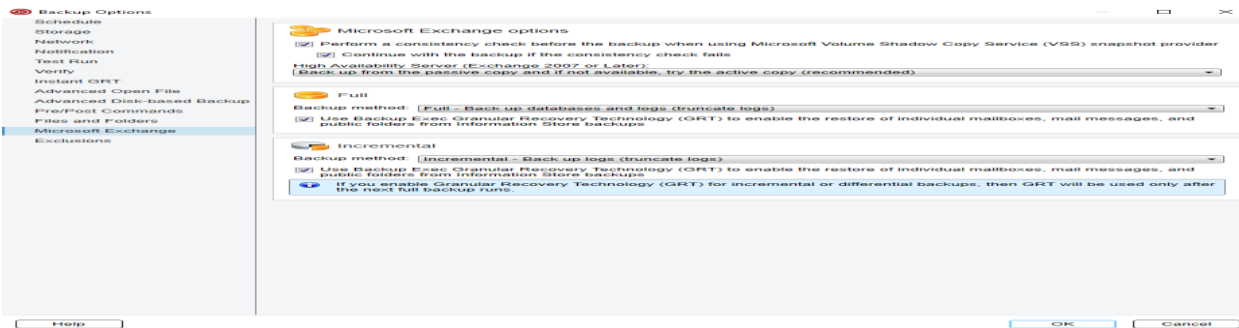 Backup Options
Schedule
Storage
Network
Notification
Test Run
Verify
Instant GRT
Advanced Open File
Advanced Disk-based Backup
Pre/Post Commands
Files and Folders
Microsoft Exchange
Exclusions
Microsoft Exchange options
Perform a consistency check before the backup when using Microsoft Volume Shadow Copy Service (VSS) snapshot provider
Continue with the backup if the consistency check fails
High Availability Server (Exchange 2007 or Later):
Back up from the passive copy and if not available, try the active copy (recommended)
Full
Backup method: Full - Back up databases and logs (truncate logs)
Use Backup Exec Granular Recovery Technology (GRT) to enable the restore of individual mailboxes, mail messages, and
public folders from Information Store backups
Incremental
Backup method: Incremental - Back up logs (truncate logs)
Use Backup Exec Granular Recovery Technology (GRT) to enable the restore of individual mailboxes, mail messages, and
public folders from Information Store backups
If you enable Granular Recovery Technology (GRT) for incremental or differential backups, then GRT will be used only after
the next full backup runs.
Help
OK
Cancel